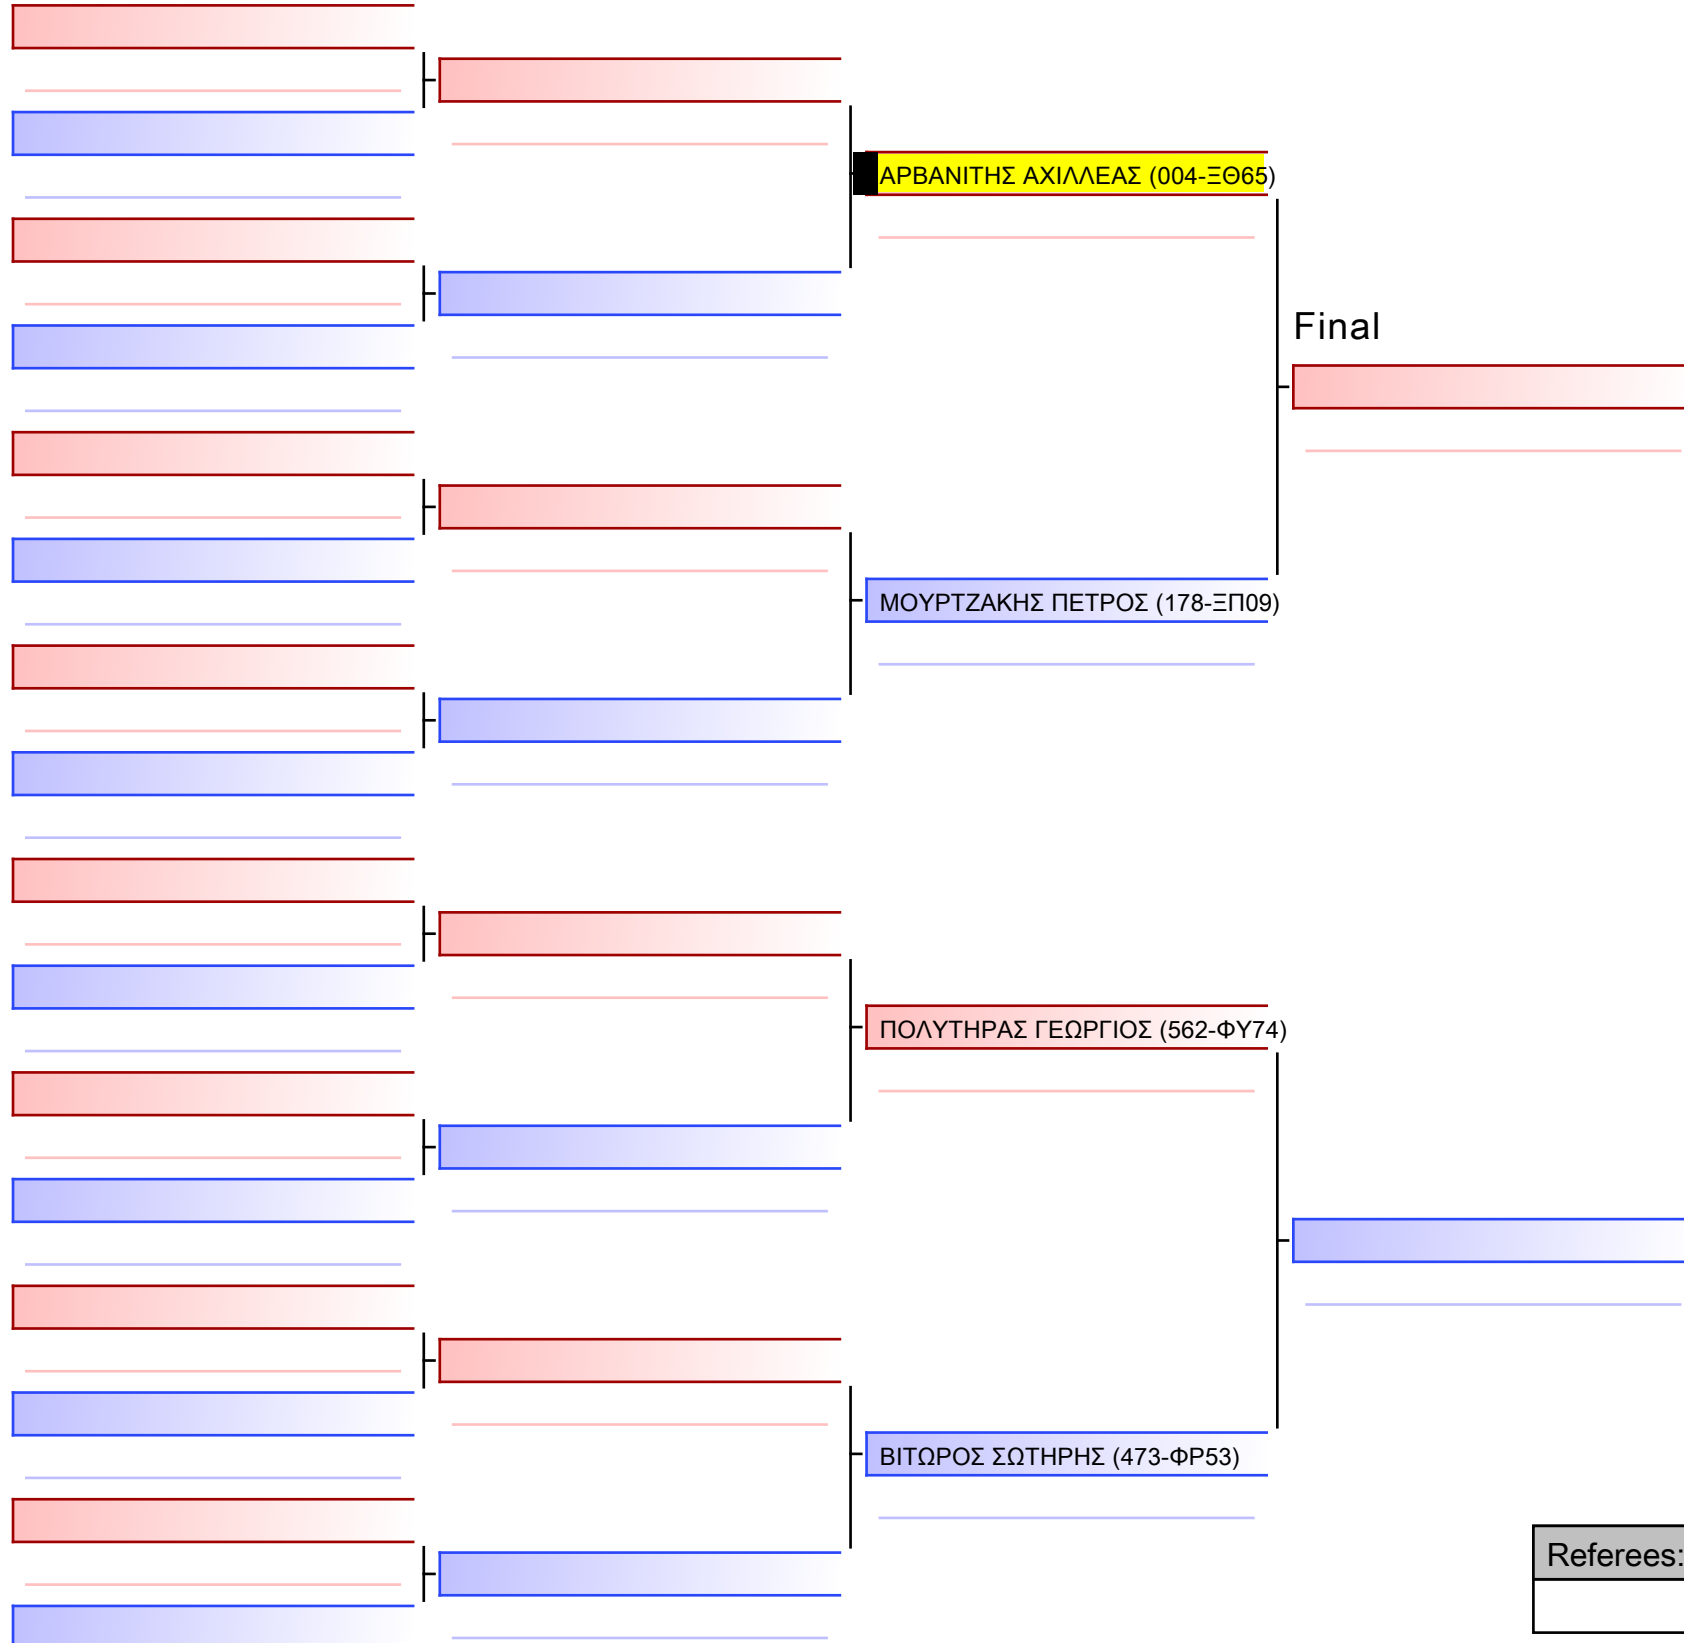 ΑΡΒΑΝΙΤΗΣ ΑΧΙΛΛΕΑΣ (004-ΞΘ65)
Final
ΜΟΥΡΤΖΑΚΗΣ ΠΕΤΡΟΣ (178-ΞΠ09)
ΠΟΛΥΤΗΡΑΣ ΓΕΩΡΓΙΟΣ (562-ΦΥ74)
ΒΙΤΩΡΟΣ ΣΩΤΗΡΗΣ (473-ΦΡ53)
Referees: